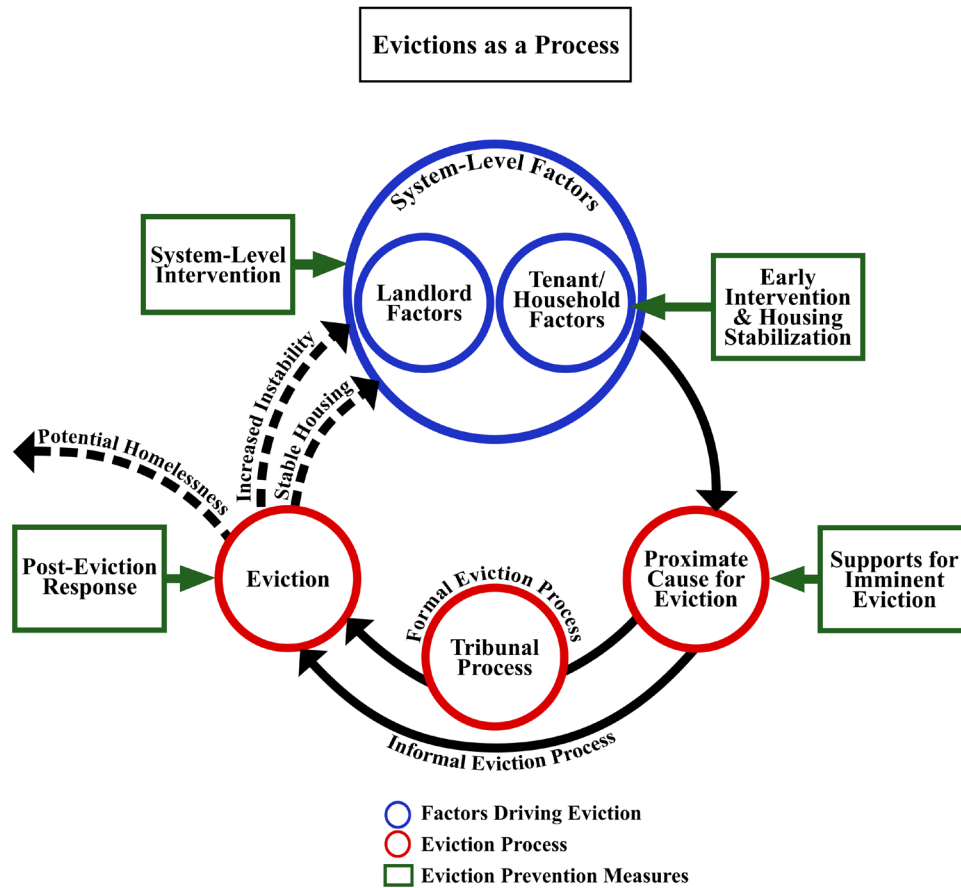 Evictions as a Process
System-Level Factors
System-Level
Intervention
Landlord
Factors
Tenant/
Household
Factors
Early
Intervention
& Housing
Stabilization
Increased Instability
Stable Housing
Potential Homelessness
Post-Eviction
Response
Eviction
Formal Eviction Process
Tribunal
Process
Proximate
Cause for
Eviction
Supports for
Imminent
Eviction
Informal Eviction Process
Factors Driving Eviction
Eviction Process
Eviction Prevention Measures